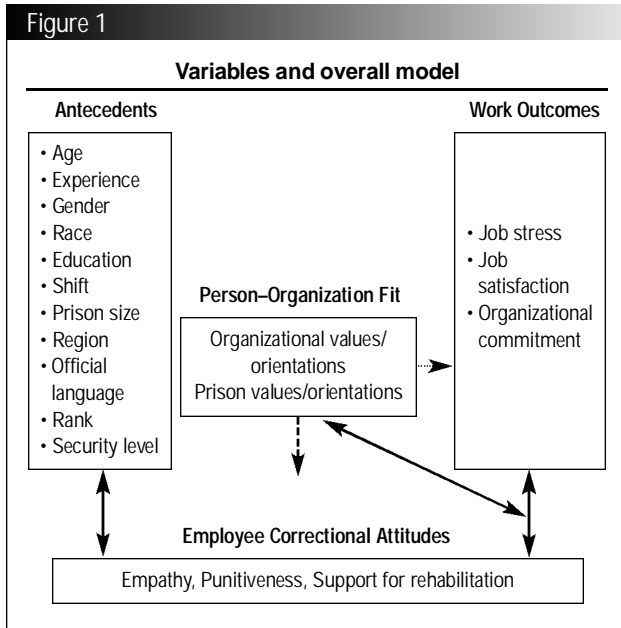 Figure 1
Variables and overall model
Antecedents
• Age
• Experience
• Gender
• Race
• Education
• Shift
• Prison size
• Region
• Official
language
• Rank
• Security level
Person–Organization Fit
Organizational values/
orientations
Prison values/orientations
Work Outcomes
• Job stress
• Job
satisfaction
• Organizational
commitment
Employee Correctional Attitudes
Empathy, Punitiveness, Support for rehabilitation